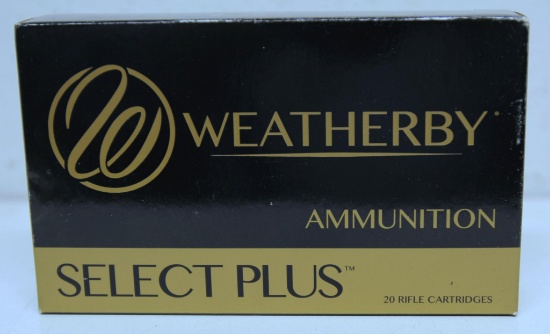 WEATHERBY
AMMUNITION
SELECT PLUS™
20 RIFLE CARTRIDGES